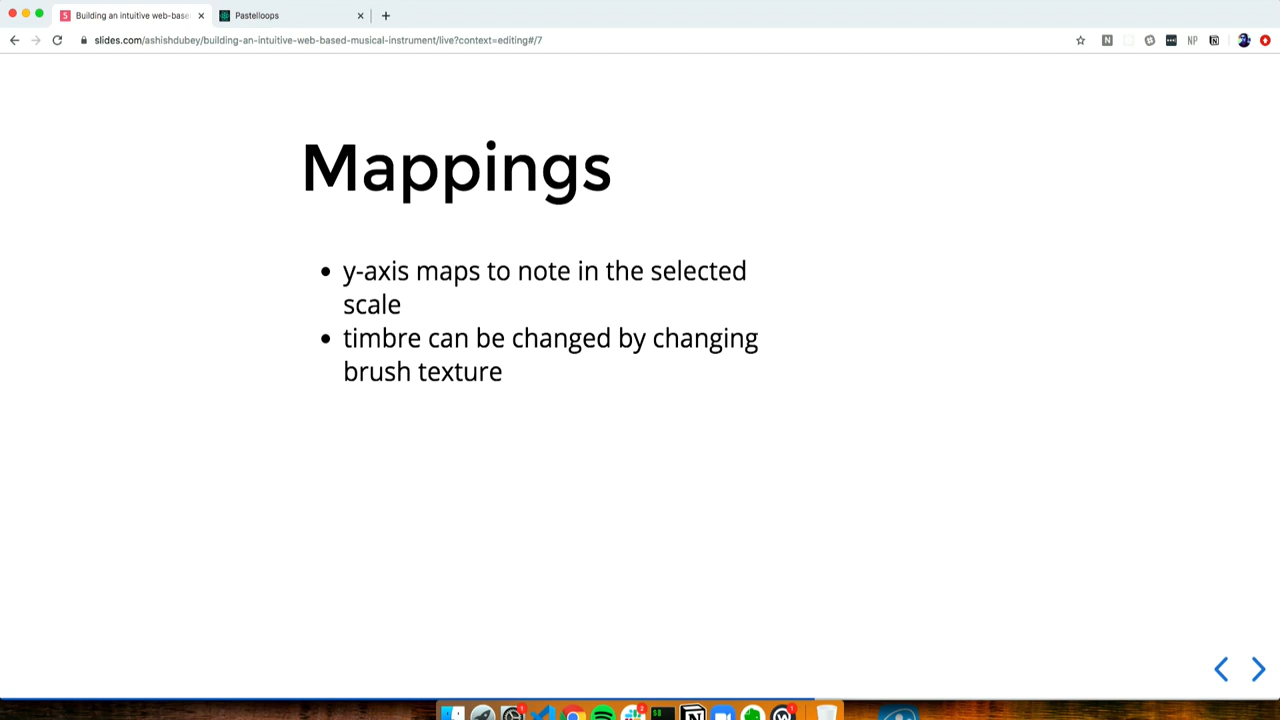 Building an intuitive web-base
Pastelloops
slides.com/ashishdubey/building-an-intuitive-web-based-musical-instrument/live?context=editing#/7
NP
Mappings
y-axis maps to note in the selected
scale
timbre can be changed by changing
brush texture